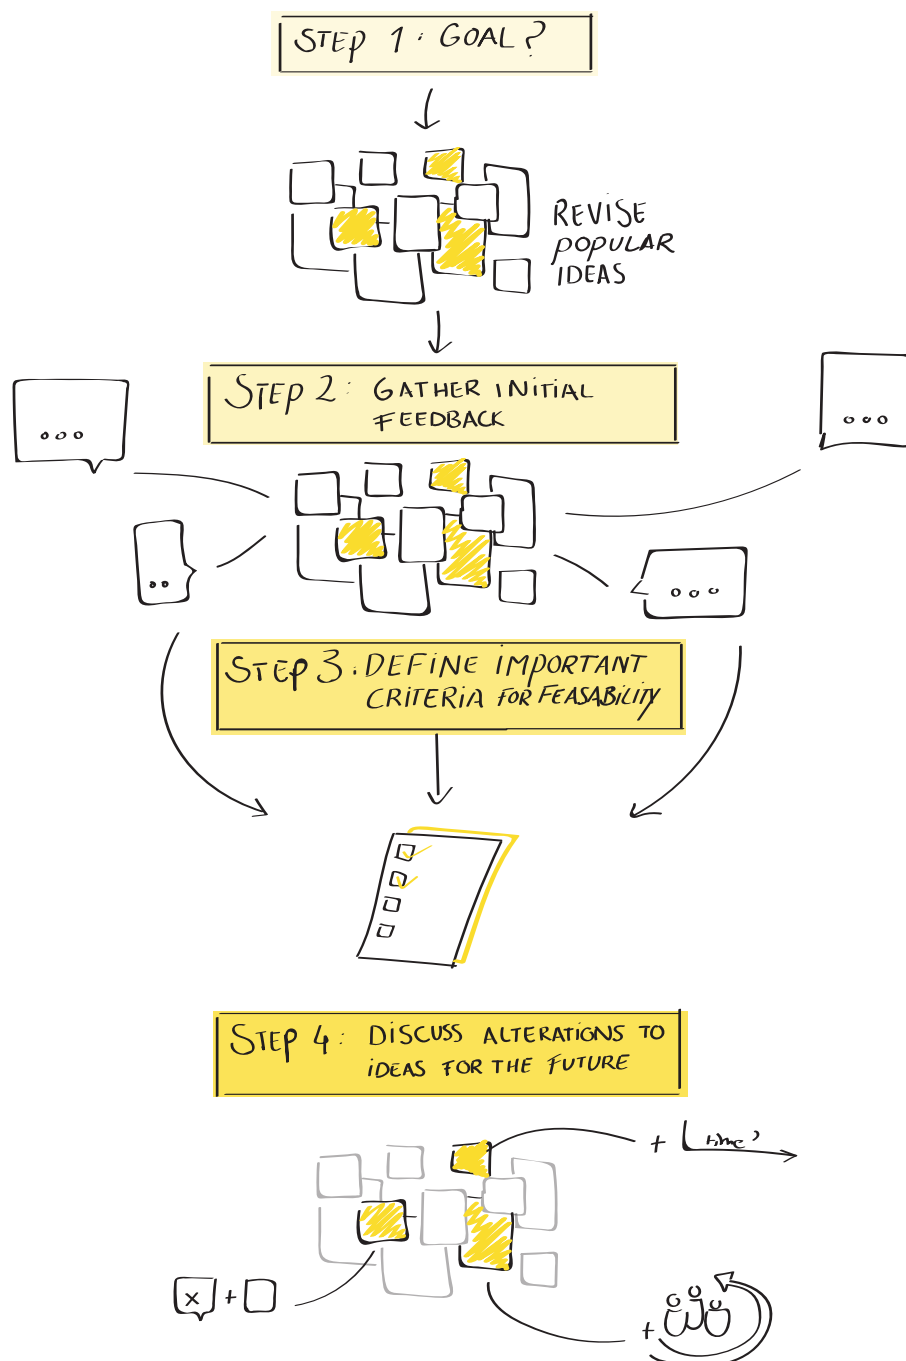 STEP 1: GOAL?
REVISE
POPULAR
IDEAS
STEP 2: GATHER INITIAL
FEEDBACK
STEP 3: DEFINE IMPORTANT
CRITERIA FOR FEASABILITY
STEP 4: DISCUSS ALTERATIONS TO
IDEAS FOR THE FUTURE
+ time?
x +
+